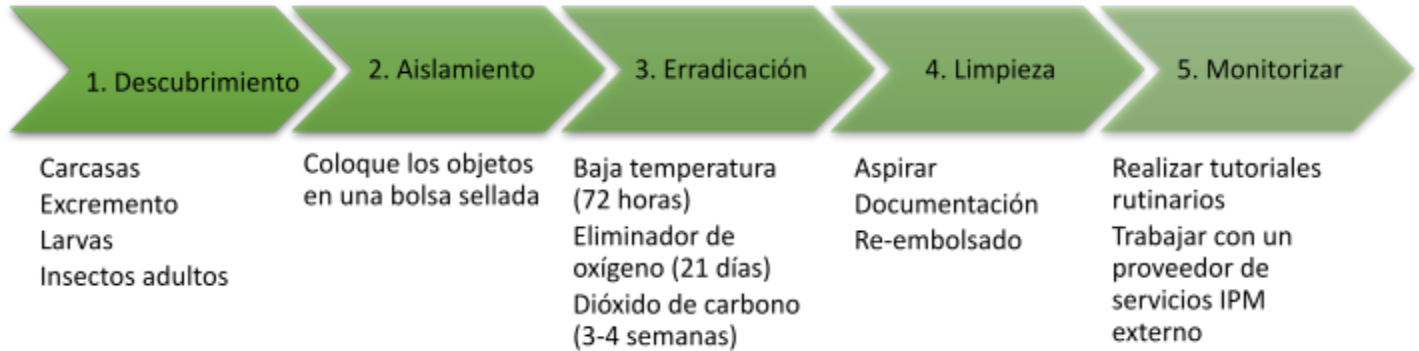 1. Descubrimiento
2. Aislamiento
3. Erradicación
4. Limpieza
5. Monitorizar
Carcasas
Excremento
Larvas
Insectos adultos
Coloque los objetos
en una bolsa sellada
Baja temperatura
(72 horas)
Eliminador de
oxígeno (21 días)
Dióxido de carbono
(3-4 semanas)
Aspirar
Documentación
Re-embolsado
Realizar tutoriales
rutinarios
Trabajar con un
proveedor de
servicios IPM
externo